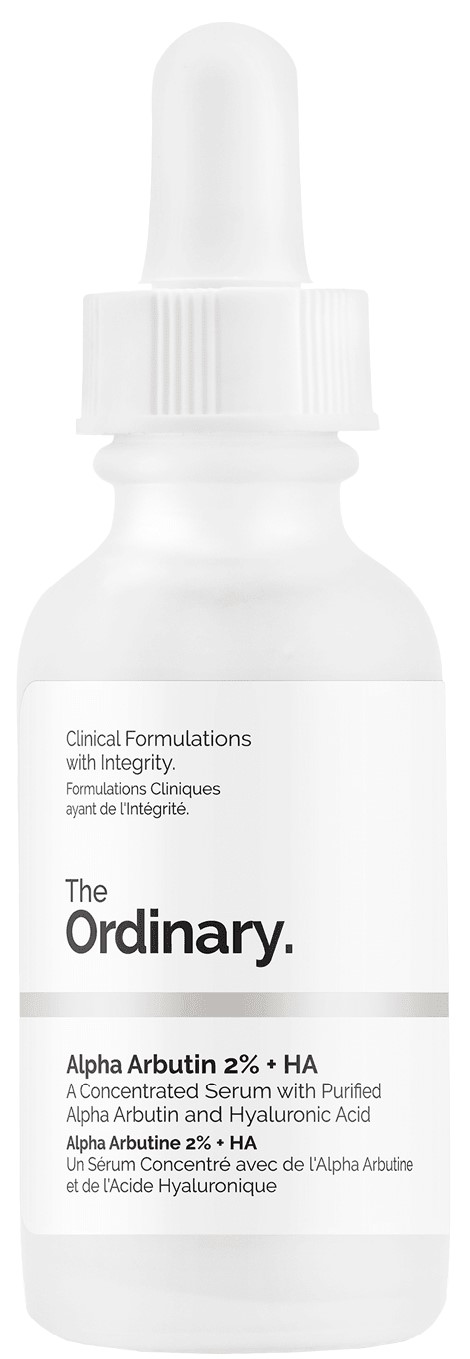 Clinical Formulations
with Integrity.
Formulations Cliniques
ayant de l'Intégrité.
The
Ordinary.
Alpha Arbutin 2% + HA
A Concentrated Serum with Purified
Alpha Arbutin and Hyaluronic Acid
Alpha Arbutine 2% + HA
Un Sérum Concentré avec de l'Alpha Arbutine
et de l'Acide Hyaluronique